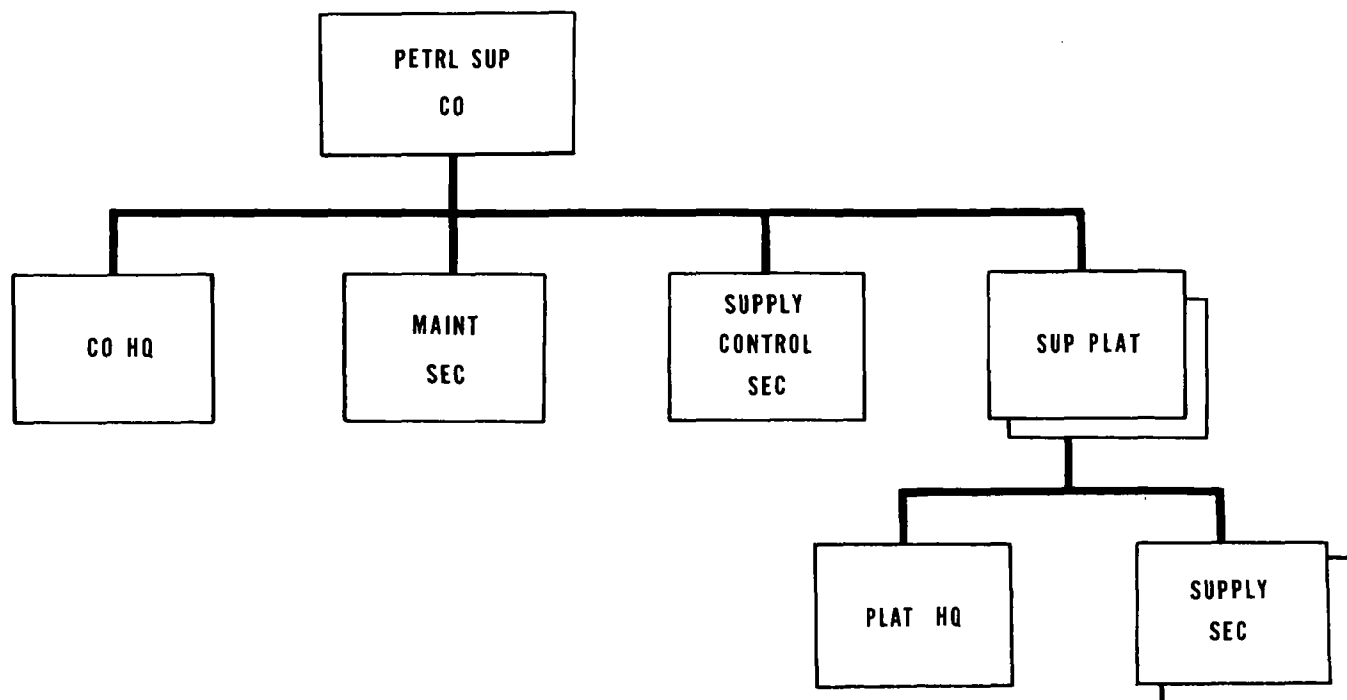 PETRL SUP
CO
CO HQ
MAINT
SEC
SUPPLY
CONTROL
SEC
SUP PLAT
PLAT HQ
SUPPLY
SEC